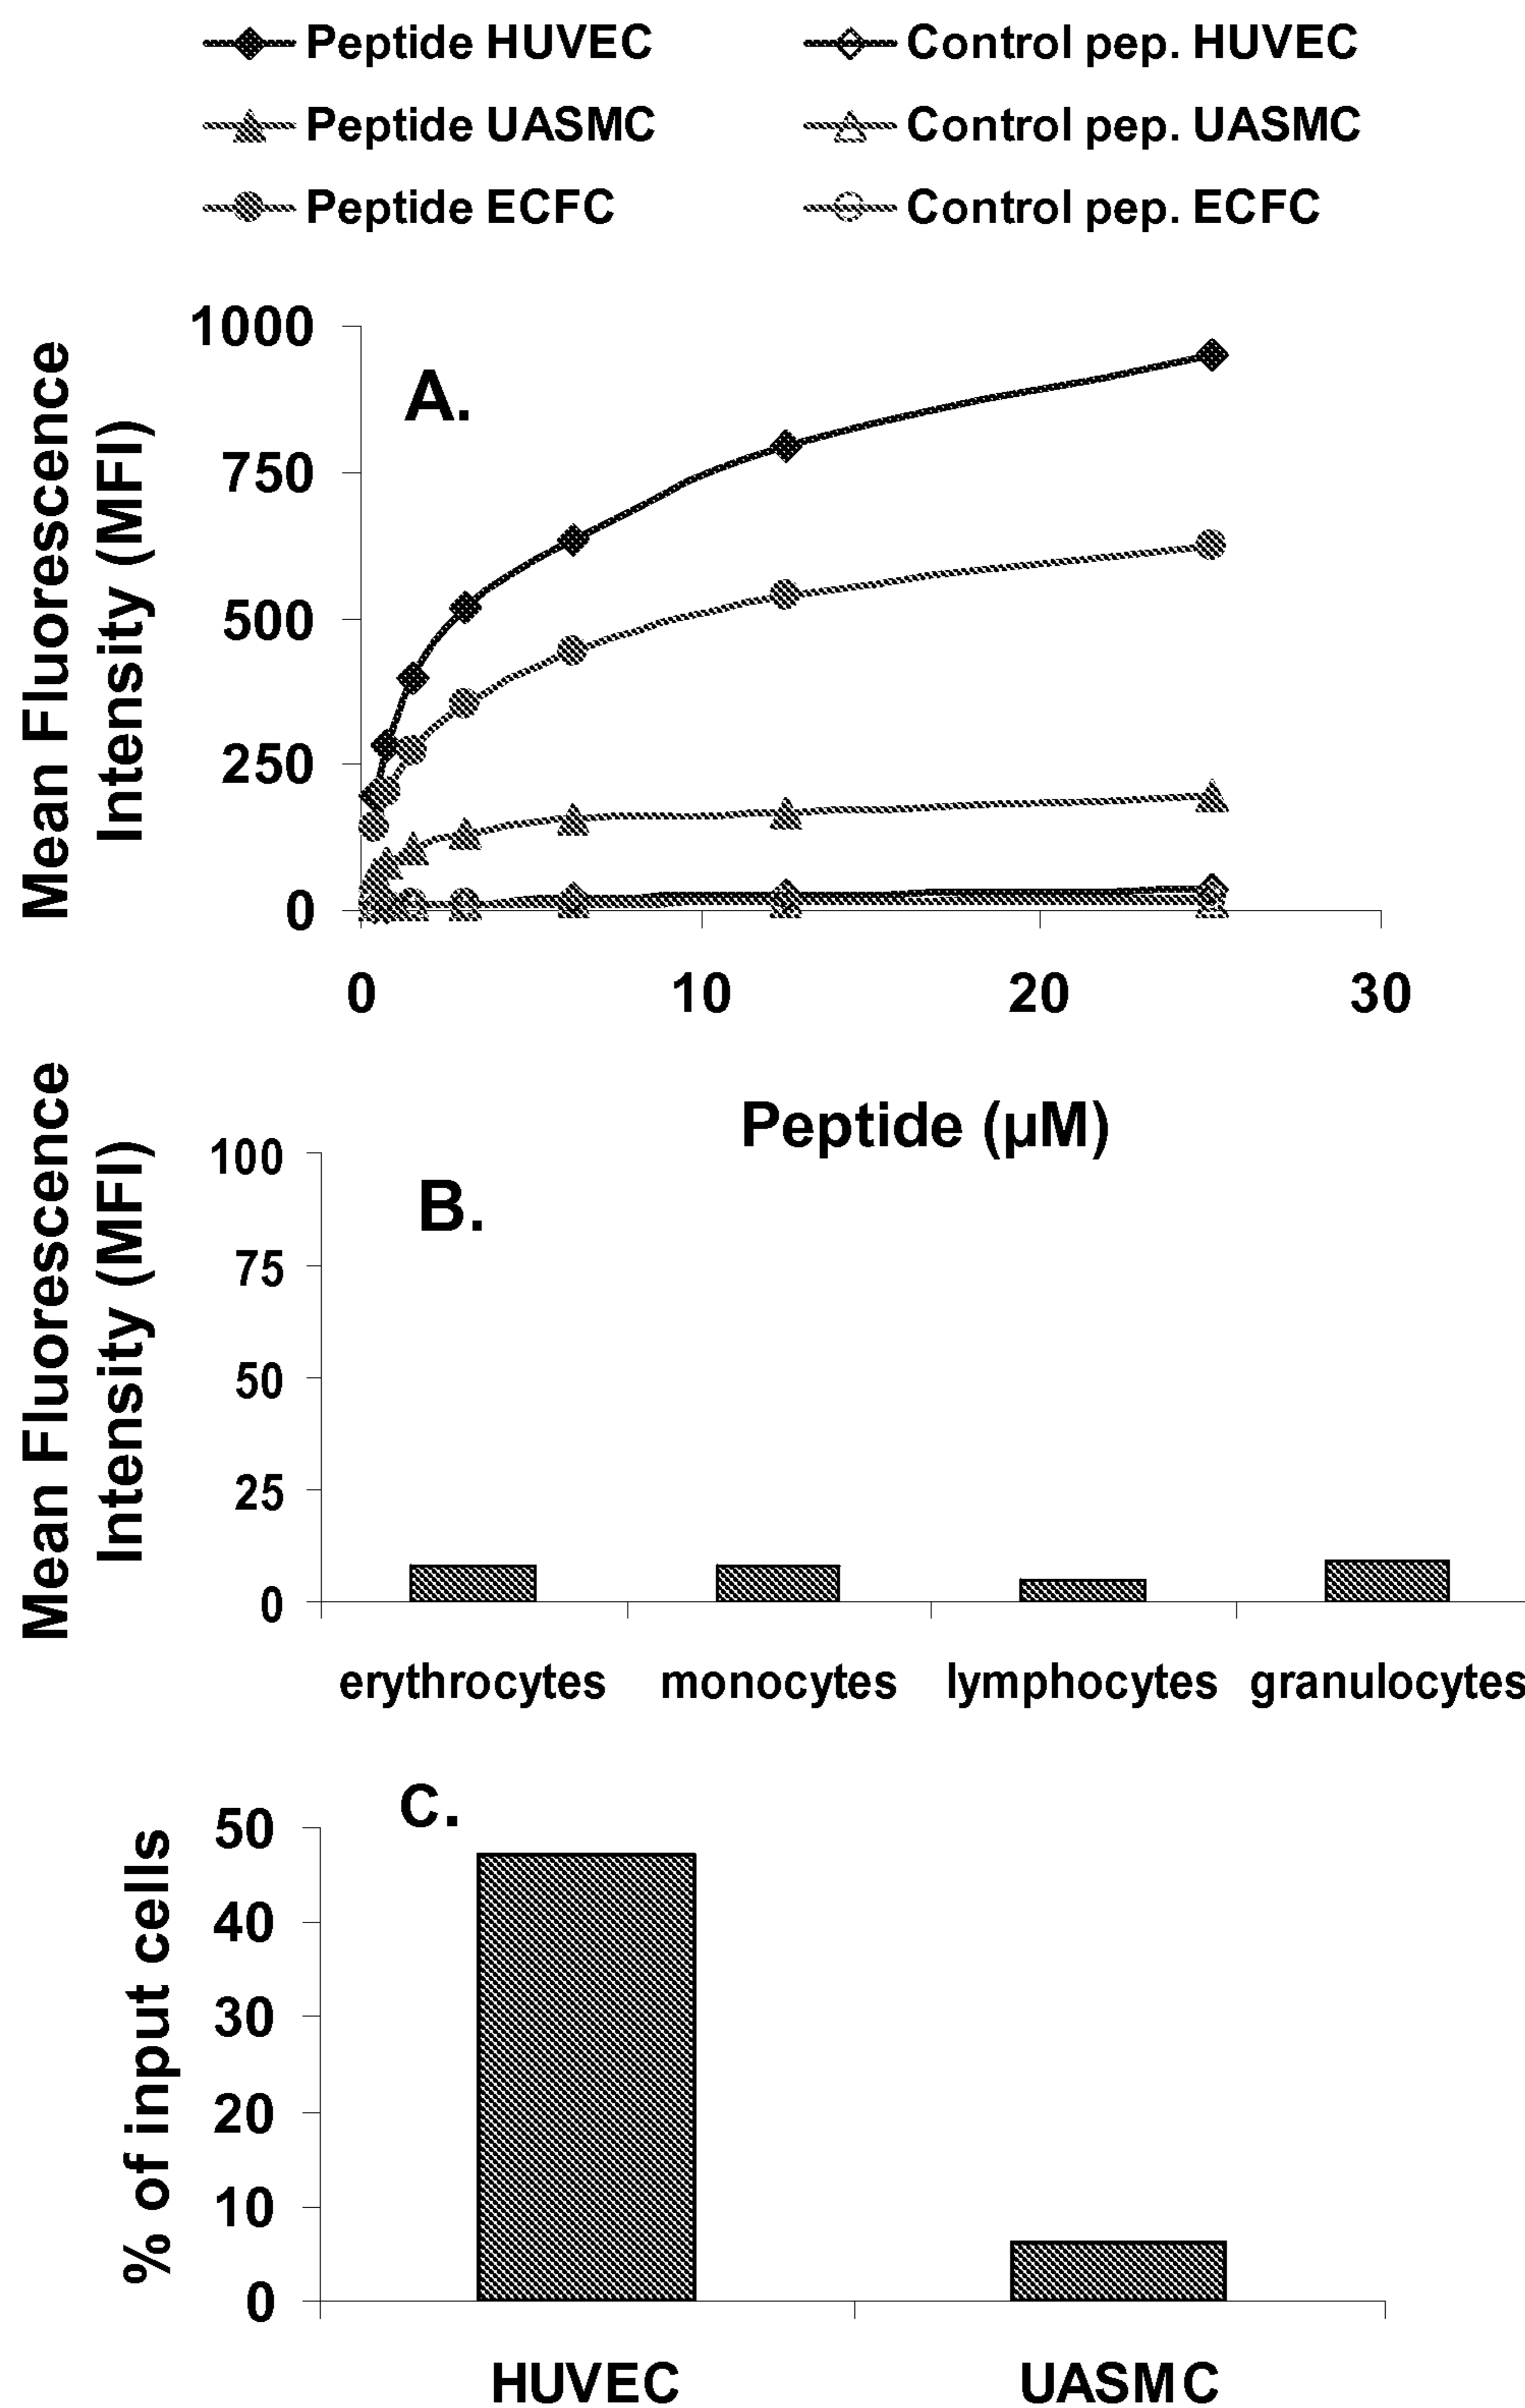 Peptide HUVEC Control pep. HUVEC
Peptide UASMC Control pep. UASMC
Peptide ECFC Control pep. ECFC
Mean Fluorescence
Intensity (MFI)
1000
A.
750
500
250
0
0 10 20 30
Peptide (µM)
Mean Fluorescence
Intensity (MFI)
100
B.
75
50
25
0
erythrocytes monocytes lymphocytes granulocytes
C.
% of input cells
50
40
30
20
10
0
HUVEC UASMC